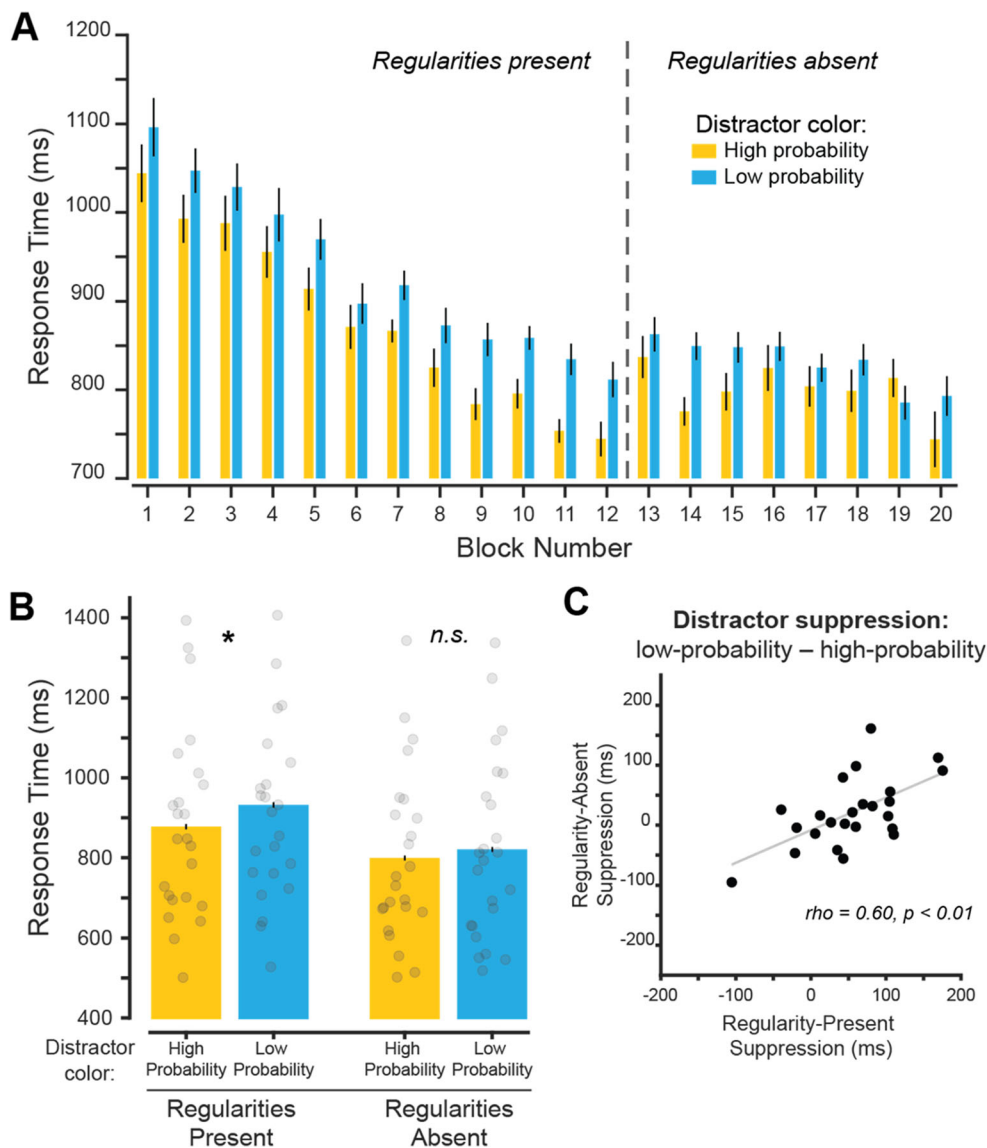 A
Response Time (ms)
1200
1100
1000
900
800
700
Regularities present
Regularities absent
Distractor color:
High probability
Low probability
1 2 3 4 5 6 7 8 9 10 11 12 13 14 15 16 17 18 19 20
Block Number
B
Response Time (ms)
1400
1200
1000
800
600
400
*
n.s.
Distractor
color:
High
Probability
Low
Probability
High
Probability
Low
Probability
Regularities
Present
Regularities
Absent
C
Distractor suppression:
low-probability – high-probability
Regularity-Absent
Suppression (ms)
200
100
0
-100
-200
rho = 0.60, p < 0.01
-200 -100 0 100 200
Regularity-Present
Suppression (ms)